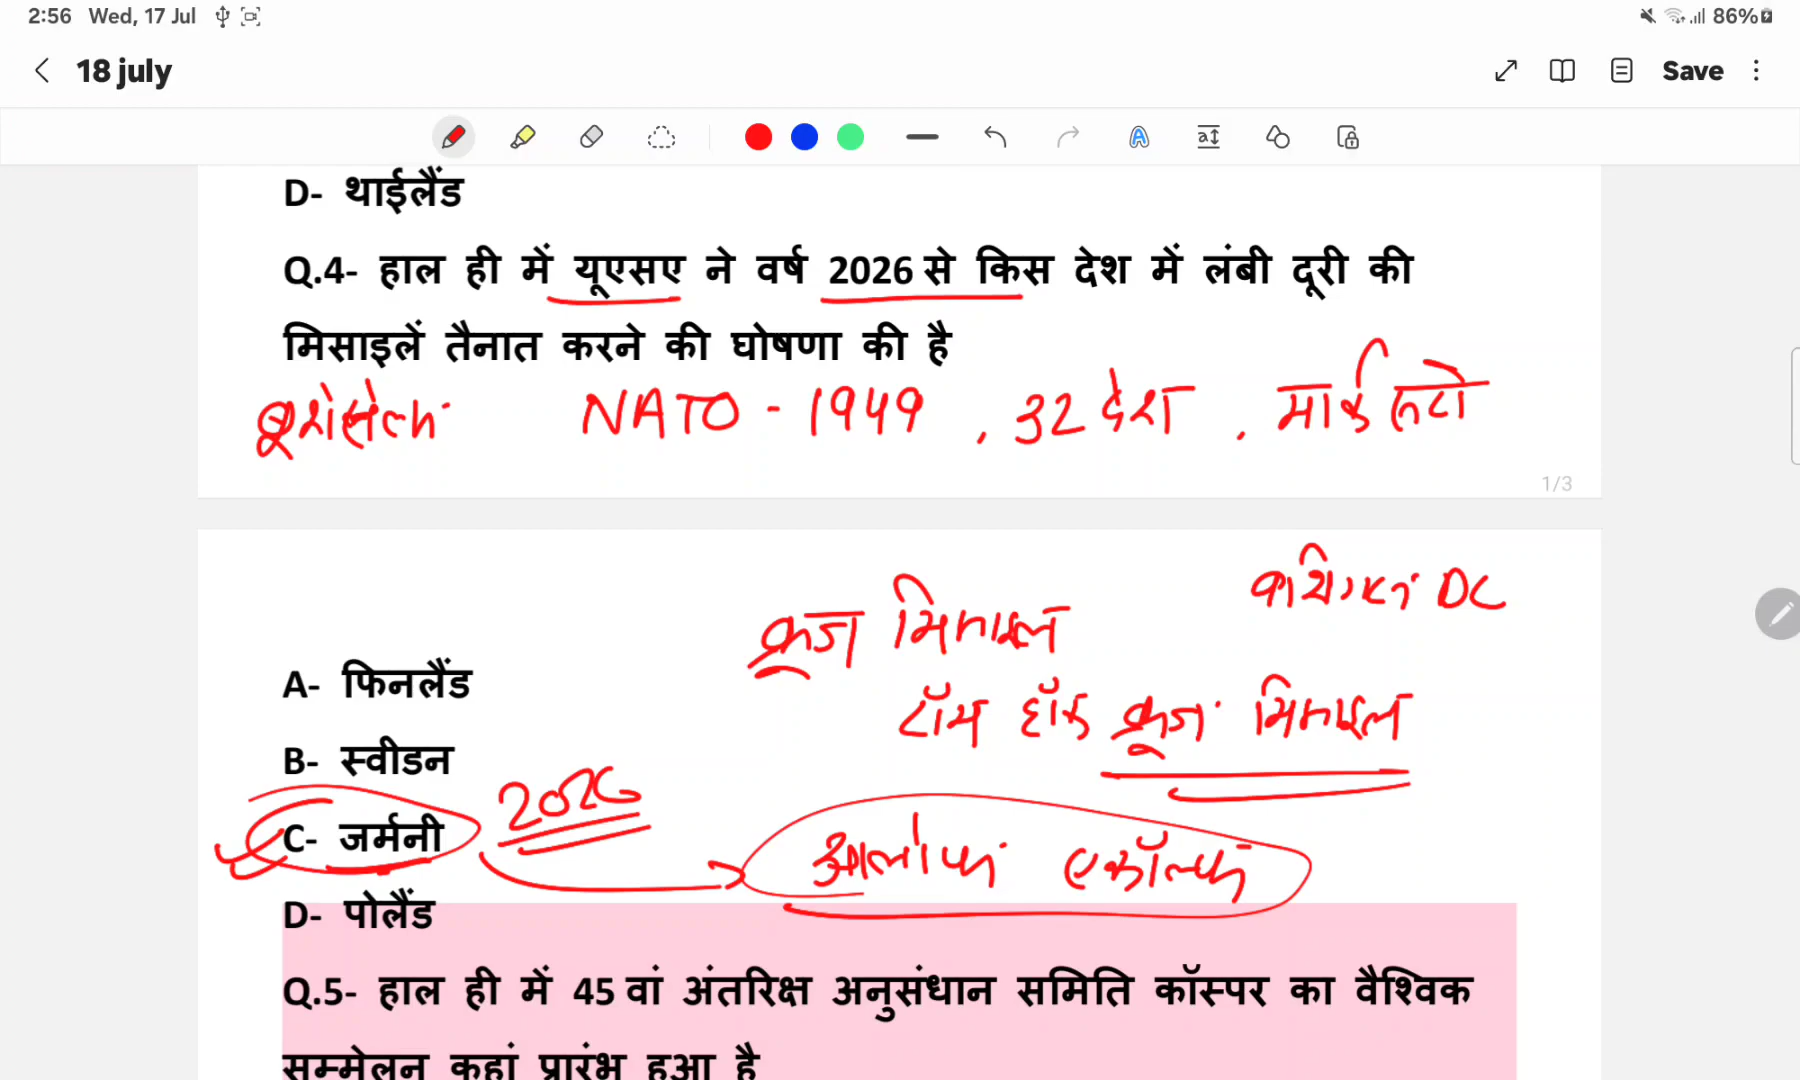 2:56 Wed, 17 Jul 86%
18 july Save
D- थाईलैंड
Q.4- हाल ही में यूएसए ने वर्ष 2026 से किस देश में लंबी दूरी की
मिसाइलें तैनात करने की घोषणा की है
NATO - 1949 , 32 देश , मार्क रूटो
1/3
DC
क्रूज मिसाइल
टॉम हॉक क्रूज मिसाइल
A- फिनलैंड
B- स्वीडन
C- जर्मनी 2026
D- पोलैंड
Q.5- हाल ही में 45 वां अंतरिक्ष अनुसंधान समिति कॉस्पर का वैश्विक
सम्मेलन कहां प्रारंभ हुआ है